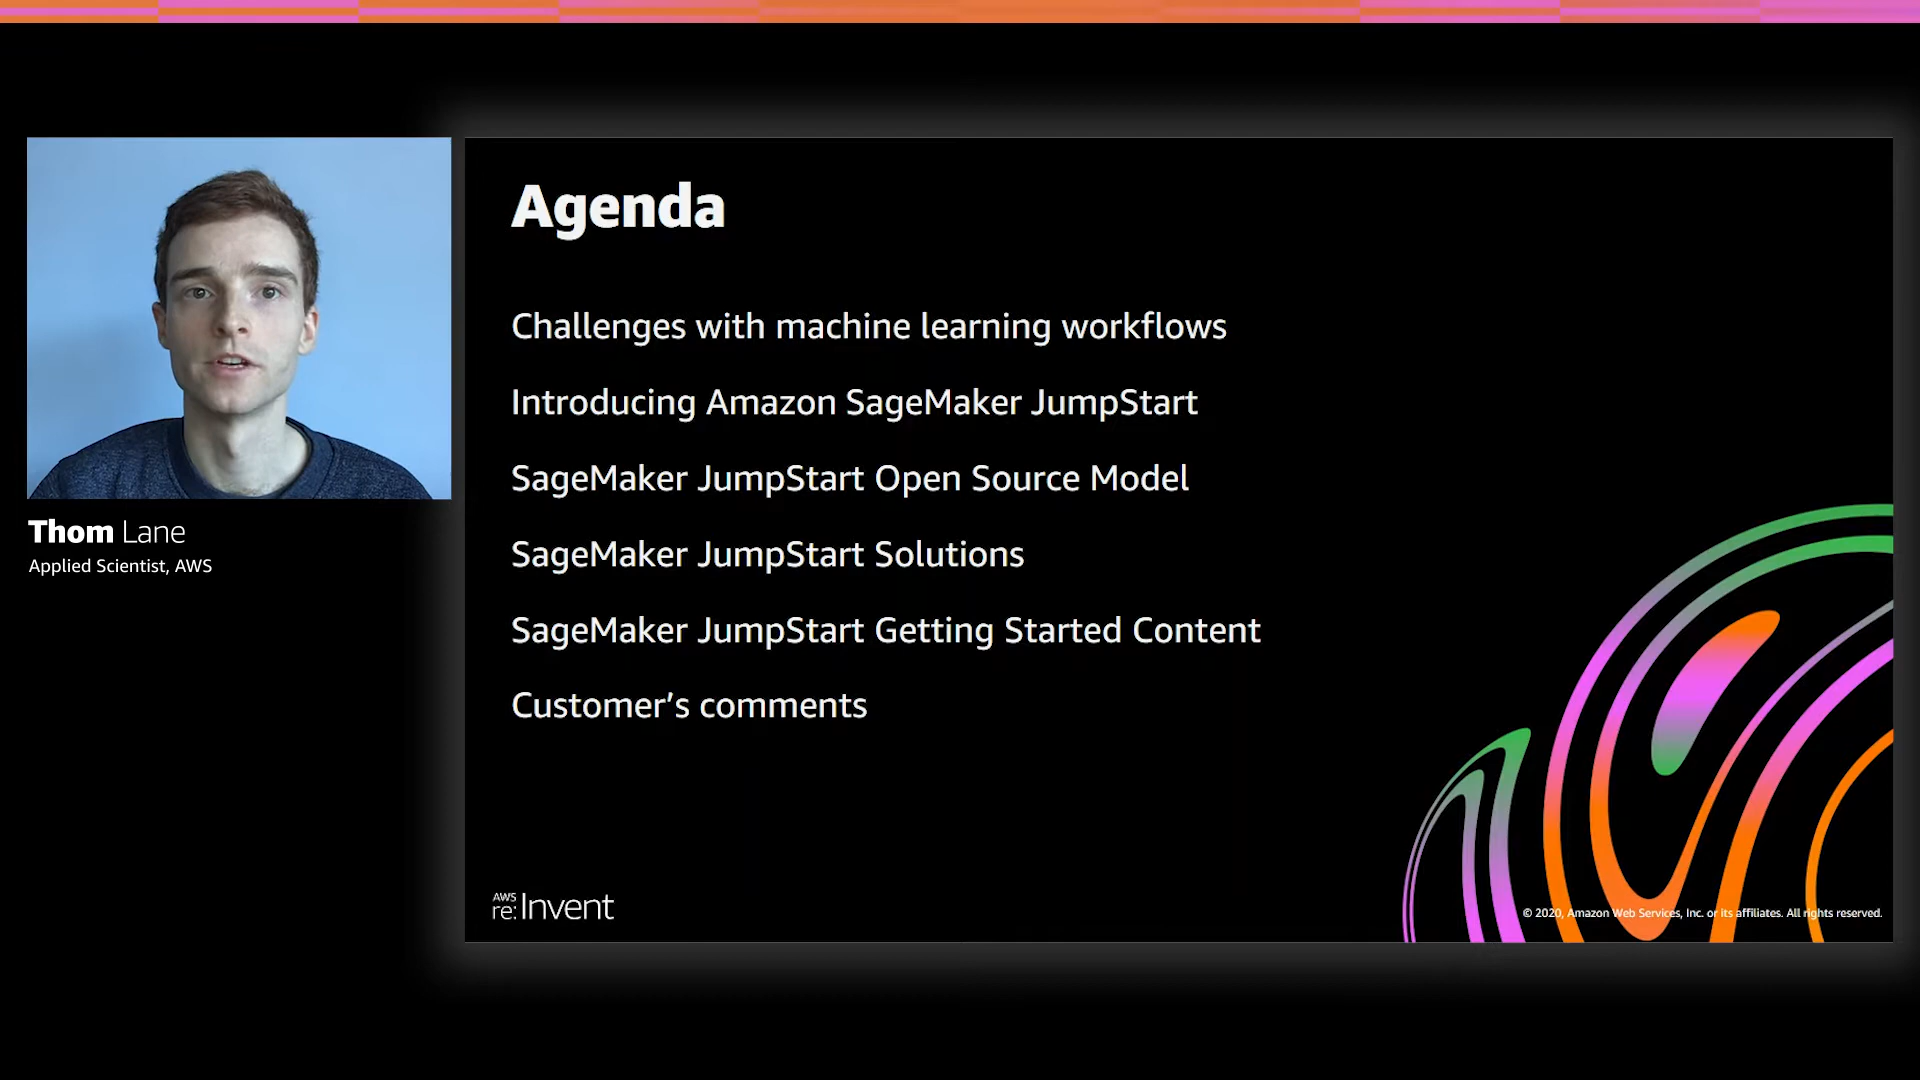 Thom Lane
Applied Scientist, AWS
Agenda
Challenges with machine learning workflows
Introducing Amazon SageMaker JumpStart
SageMaker JumpStart Open Source Model
SageMaker JumpStart Solutions
SageMaker JumpStart Getting Started Content
Customer’s comments
AWS
re:Invent
© 2020, Amazon Web Services, Inc. or its affiliates. All rights reserved.